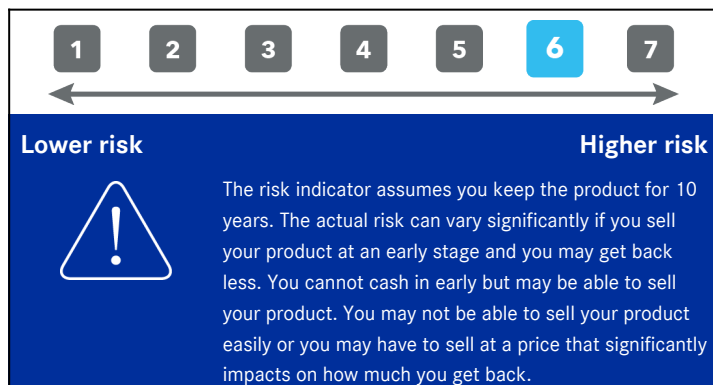 1 2 3 4 5 6 7
Lower risk Higher risk
The risk indicator assumes you keep the product for 10
years. The actual risk can vary significantly if you sell
your product at an early stage and you may get back
less. You cannot cash in early but may be able to sell
your product. You may not be able to sell your product
easily or you may have to sell at a price that significantly
impacts on how much you get back.